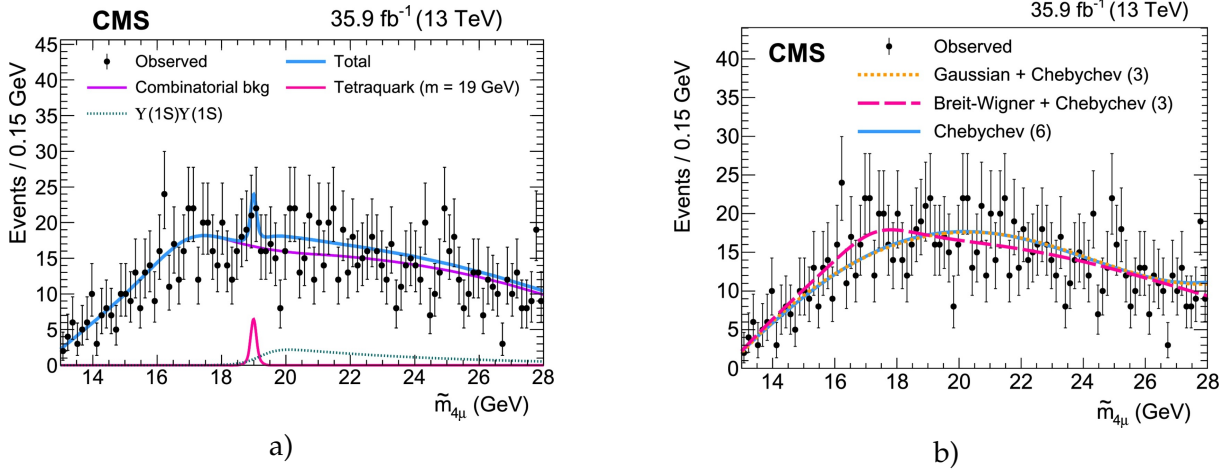 CMS 35.9 fb⁻¹ (13 TeV)
Events / 0.15 GeV
45
40
35
30
25
20
15
10
5
0
Observed
Total
Combinatorial bkg
Tetraquark (m = 19 GeV)
Υ(1S)Υ(1S)
14 16 18 20 22 24 26 28
m̃4μ (GeV)
a)
35.9 fb⁻¹ (13 TeV)
CMS
Events / 0.15 GeV
40
35
30
25
20
15
10
5
0
Observed
Gaussian + Chebychev (3)
Breit-Wigner + Chebychev (3)
Chebychev (6)
14 16 18 20 22 24 26 28
m̃4μ (GeV)
b)